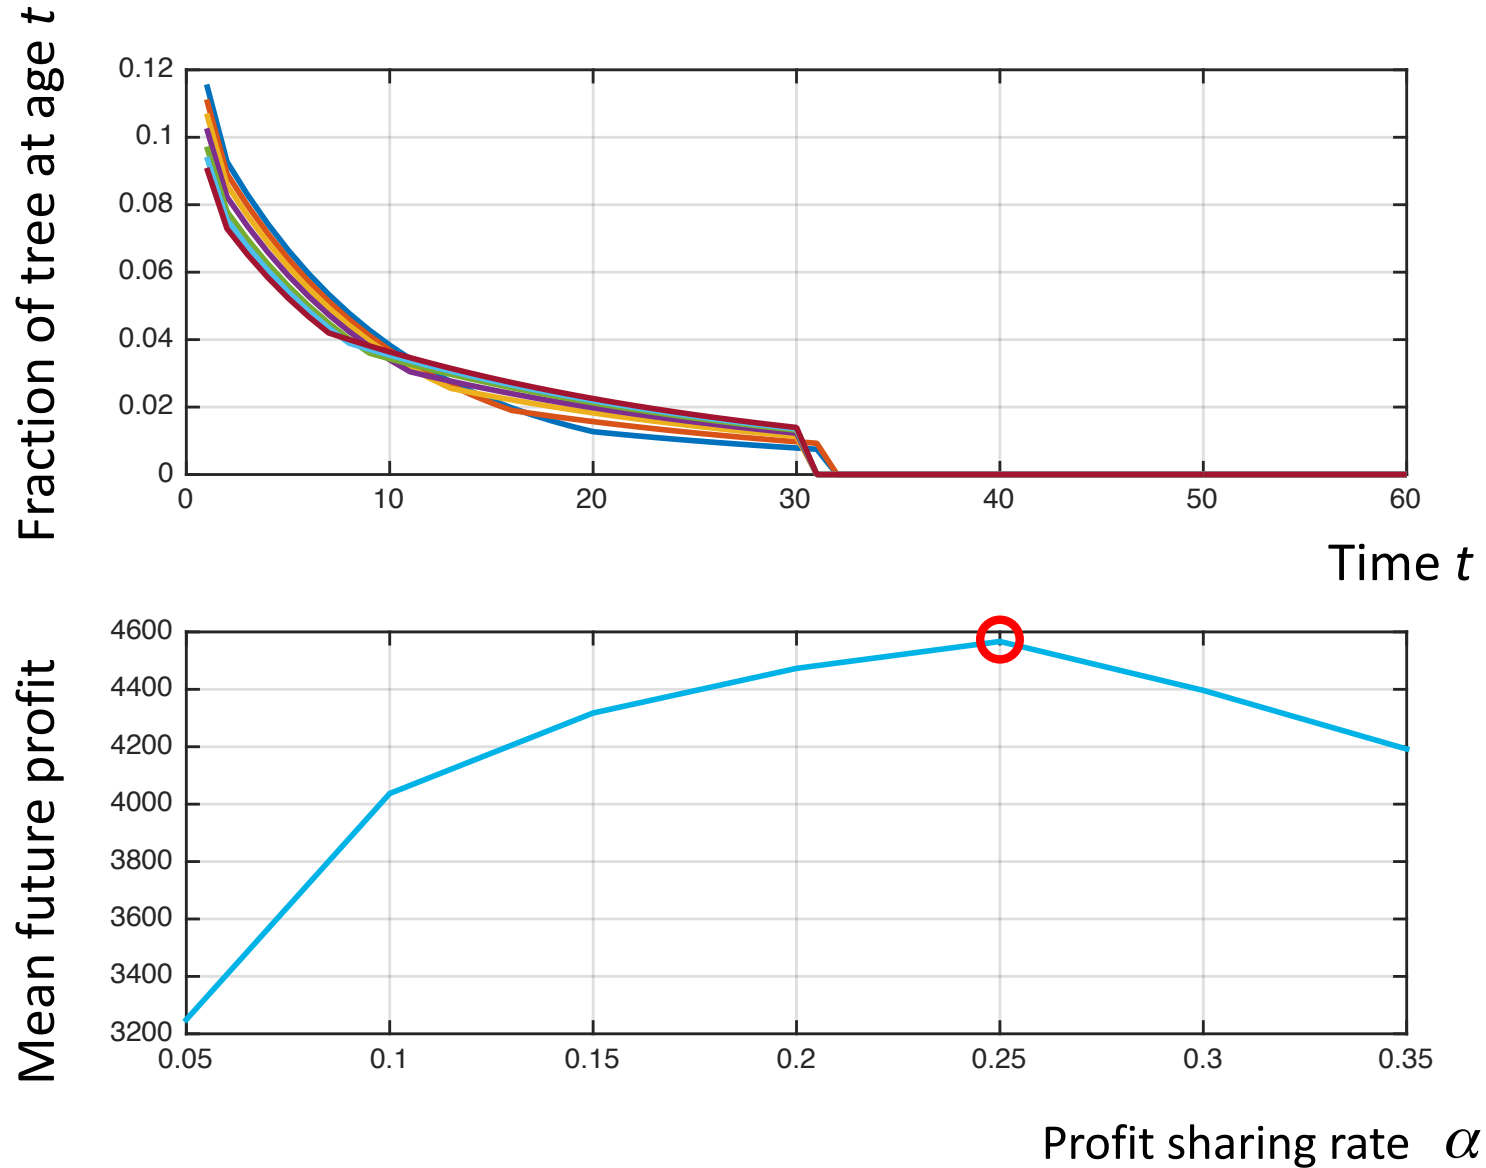 Fraction of tree at age t
0.12
0.1
0.08
0.06
0.04
0.02
0
0 10 20 30 40 50 60
Time t
Mean future profit
4600
4400
4200
4000
3800
3600
3400
3200
0.05 0.1 0.15 0.2 0.25 0.3 0.35
Profit sharing rate α